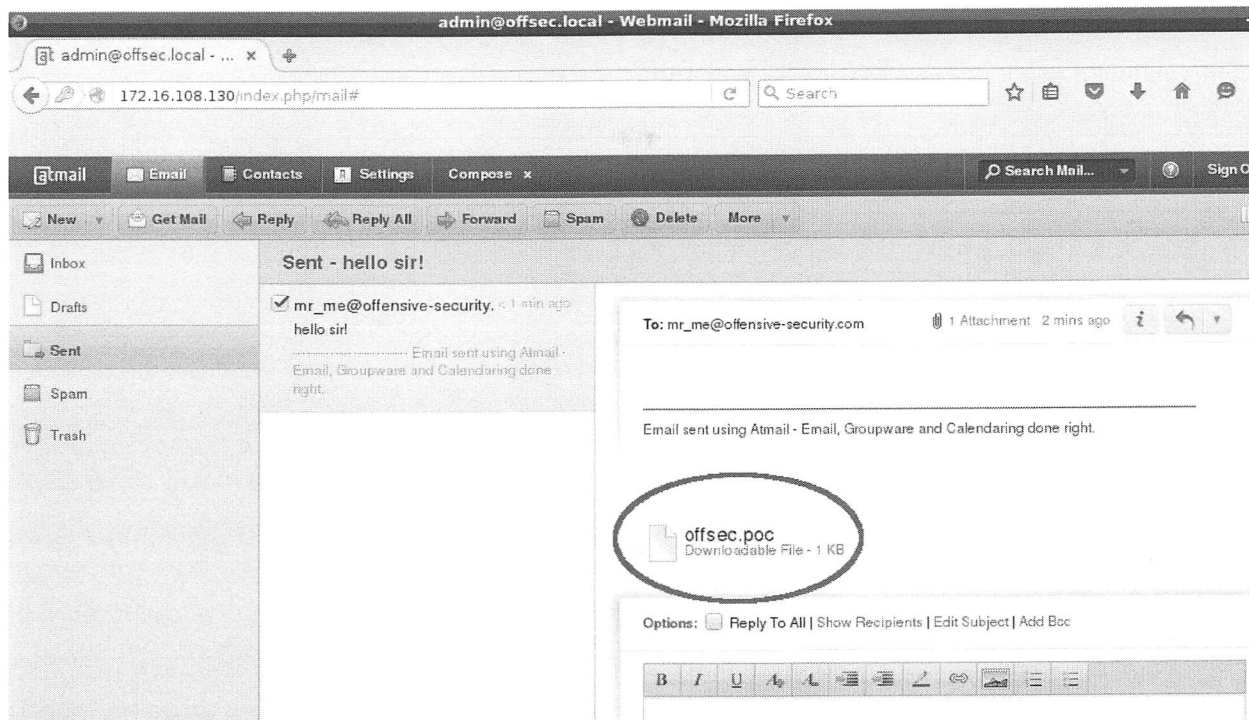 admin@offsec.local - Webmail - Mozilla Firefox
at admin@offsec.local - ... × +
172.16.108.130/index.php/mail#
Search
atmail Email Contacts Settings Compose × Search Mail... Sign O
New Get Mail Reply Reply All Forward Spam Delete More
Inbox
Drafts
Sent
Spam
Trash
Sent - hello sir!
mr_me@offensive-security. < 1 min ago
hello sir!
Email sent using Atmail -
Email, Groupware and Calendaring done
right.
To: mr_me@offensive-security.com 1 Attachment 2 mins ago i
Email sent using Atmail - Email, Groupware and Calendaring done right.
offsec.poc
Downloadable File - 1 KB
Options: Reply To All | Show Recipients | Edit Subject | Add Bcc
B I U A A